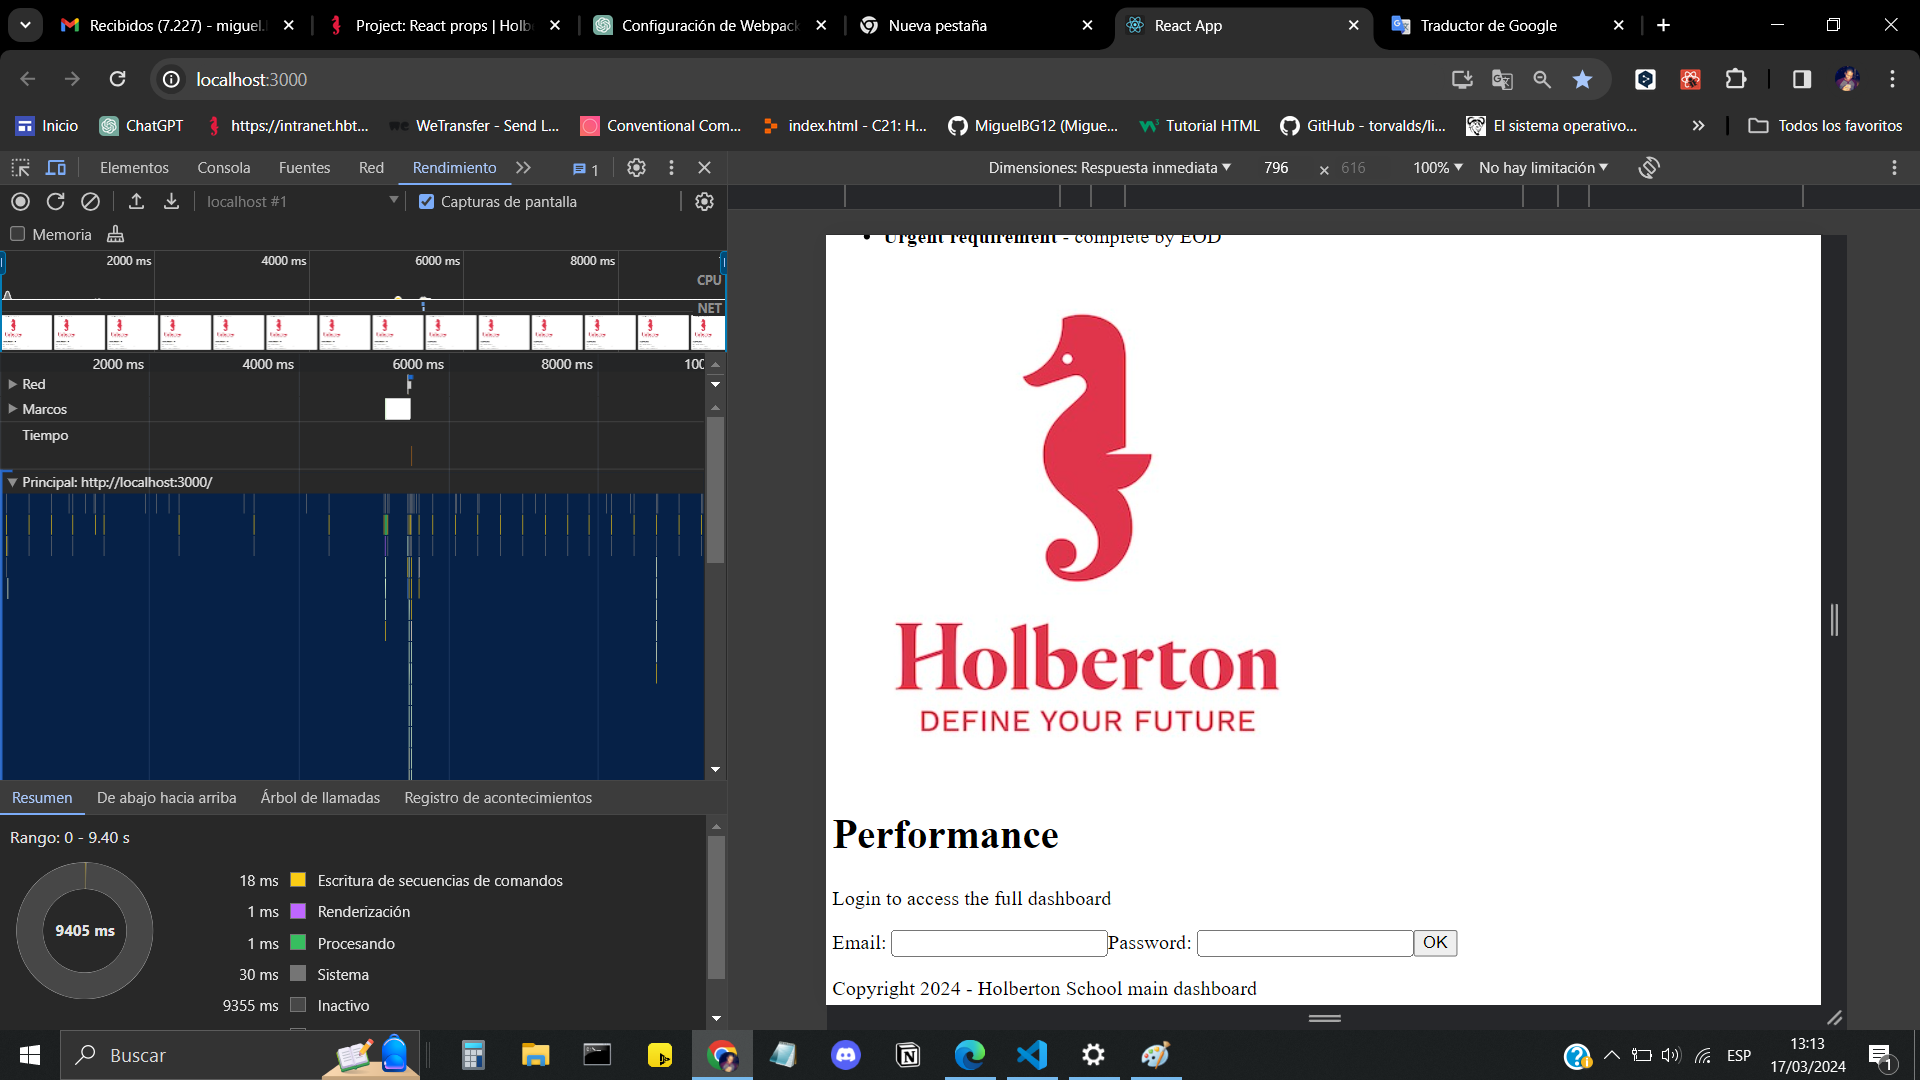 Recibidos (7.227) - miguel.
Project: React props | Holb
Configuración de Webpack
Nueva pestaña
React App
Traductor de Google
localhost:3000
Inicio
ChatGPT
https://intranet.hbt...
WeTransfer - Send L...
Conventional Com...
index.html - C21: H...
MiguelBG12 (Migue...
Tutorial HTML
GitHub - torvalds/li...
El sistema operativo...
Todos los favoritos
Elementos
Consola
Fuentes
Red
Rendimiento
1
Dimensiones: Respuesta inmediata
796
×
616
100%
No hay limitación
localhost #1
Capturas de pantalla
Memoria
2000 ms
4000 ms
6000 ms
8000 ms
CPU
NET
2000 ms
4000 ms
6000 ms
8000 ms
100
Red
Marcos
Tiempo
Principal: http://localhost:3000/
Resumen
De abajo hacia arriba
Árbol de llamadas
Registro de acontecimientos
Rango: 0 - 9.40 s
9405 ms
18 ms Escritura de secuencias de comandos
1 ms Renderización
1 ms Procesando
30 ms Sistema
9355 ms Inactivo
Urgent requirement - complete by EOD
Holberton
DEFINE YOUR FUTURE
Performance
Login to access the full dashboard
Email: Password: OK
Copyright 2024 - Holberton School main dashboard
Buscar
ESP
13:13
17/03/2024
1